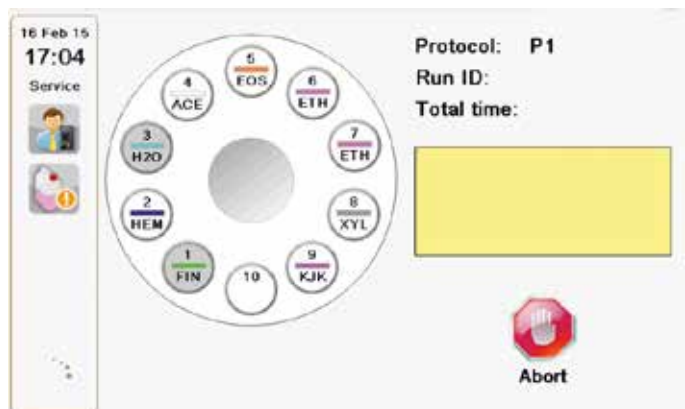 16 Feb 15
17:04
Service
Protocol: P1
Run ID:
Total time:
5
EOS
4
ACE
6
ETH
3
H2O
7
ETH
2
HEM
8
XYL
1
FIN
10
9
KJK
Abort